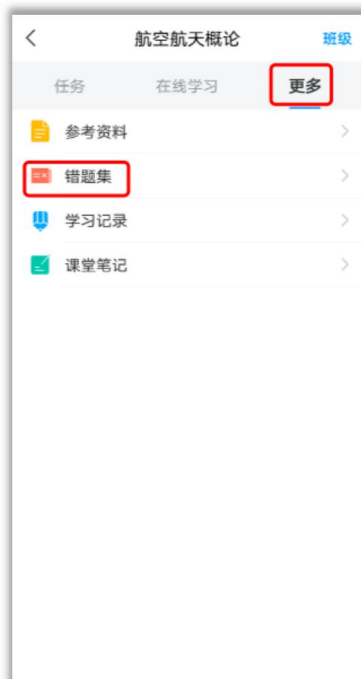 航空航天概论 班级
任务 在线学习 更多
参考资料
错题集
学习记录
课堂笔记